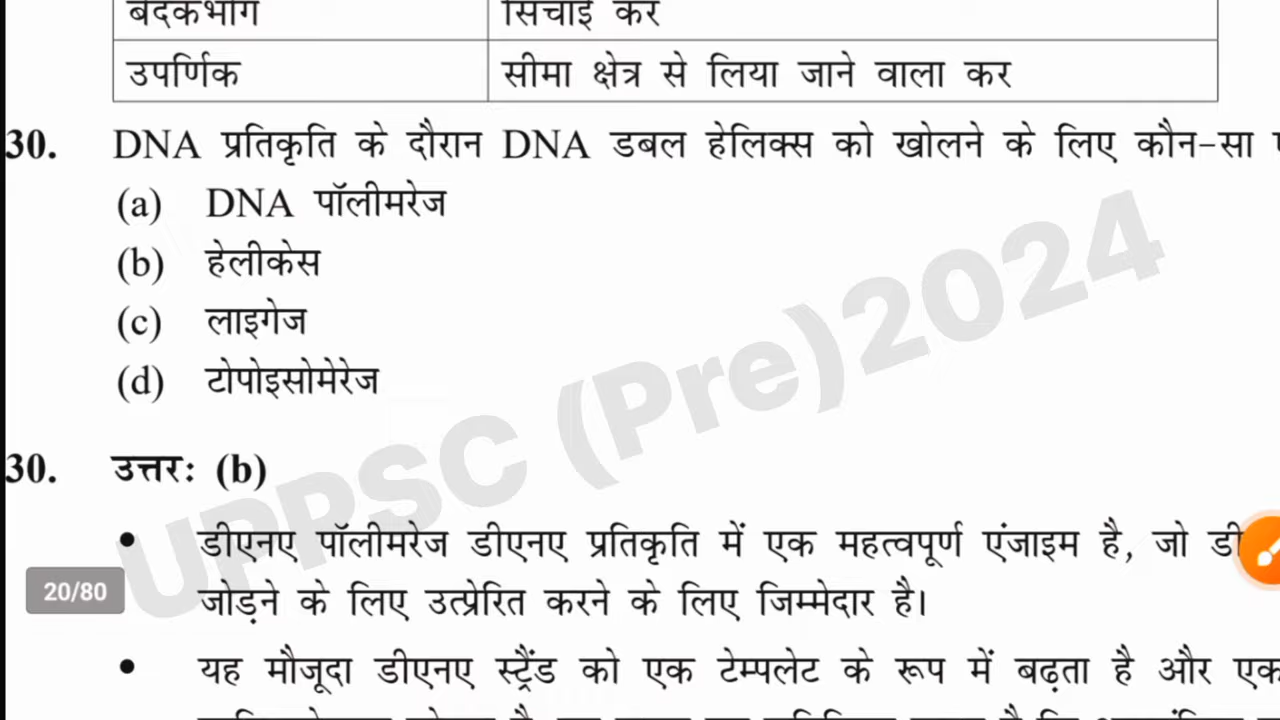 बेदकभोग सिंचाई कर
उपर्णिक सीमा क्षेत्र से लिया जाने वाला कर
30. DNA प्रतिकृति के दौरान DNA डबल हेलिक्स को खोलने के लिए कौन-सा
(a) DNA पॉलीमरेज
(b) हेलीकेस
(c) लाइगेज
(d) टोपोइसोमेरेज
UPPSC (Pre) 2024
30. उत्तरः (b)
• डीएनए पॉलीमरेज डीएनए प्रतिकृति में एक महत्वपूर्ण एंजाइम है, जो
20/80
जोड़ने के लिए उत्प्रेरित करने के लिए जिम्मेदार है।
• यह मौजूदा डीएनए स्ट्रैंड को एक टेम्पलेट के रूप में बढ़ता है और एक